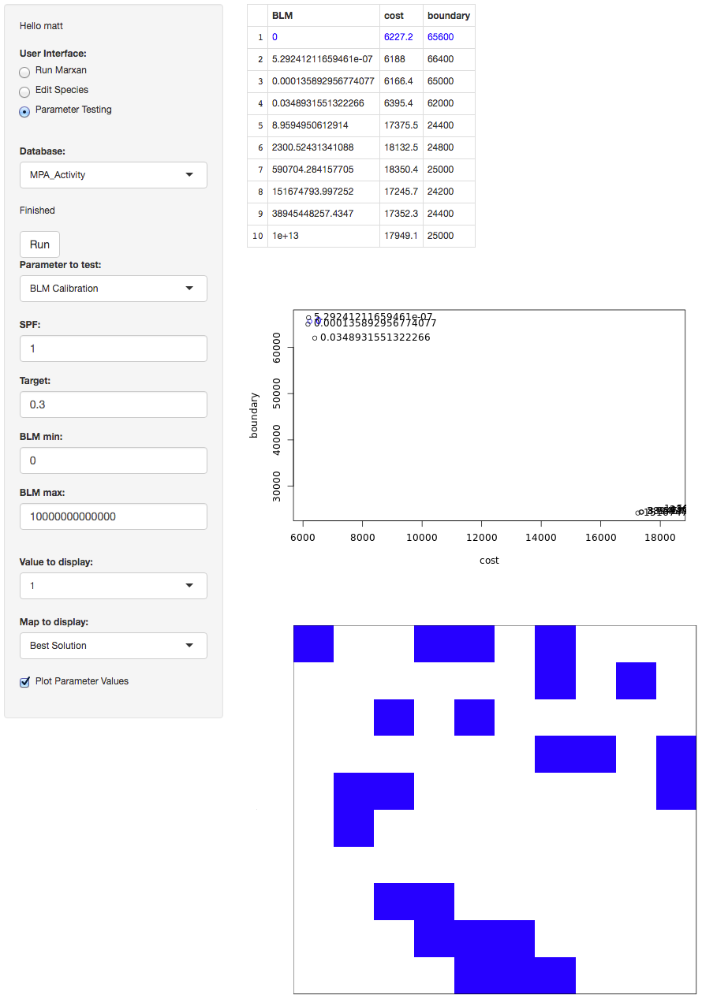 Hello matt
User Interface:
Run Marxan
Edit Species
Parameter Testing
Database:
MPA_Activity
Finished
Run
Parameter to test:
BLM Calibration
SPF:
1
Target:
0.3
BLM min:
0
BLM max:
10000000000000
Value to display:
1
Map to display:
Best Solution
Plot Parameter Values
BLM cost boundary
1 0 6227.2 65600
2 5.29241211659461e-07 6188 66400
3 0.000135892956774077 6166.4 65000
4 0.0348931551322266 6395.4 62000
5 8.9594950612914 17375.5 24400
6 2300.52431341088 18132.5 24800
7 590704.284157705 18350.4 25000
8 151674793.997252 17245.7 24200
9 38945448257.4347 17352.3 24400
10 1e+13 17949.1 25000
5.29241211659461e-07
0
0.000135892956774077
0.0348931551322266
boundary
60000
50000
40000
30000
6000 8000 10000 12000 14000 16000 18000
cost